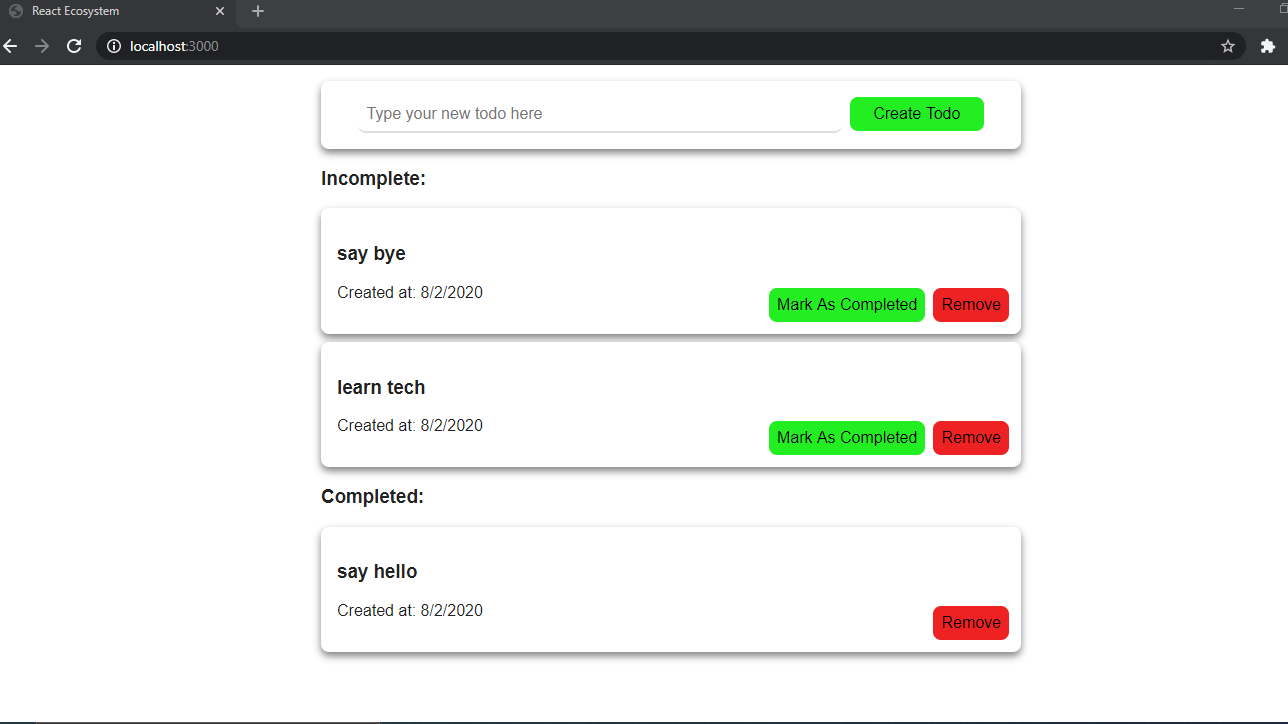 React Ecosystem
localhost:3000
Type your new todo here
Create Todo
Incomplete:
say bye
Created at: 8/2/2020
Mark As Completed
Remove
learn tech
Created at: 8/2/2020
Mark As Completed
Remove
Completed:
say hello
Created at: 8/2/2020
Remove